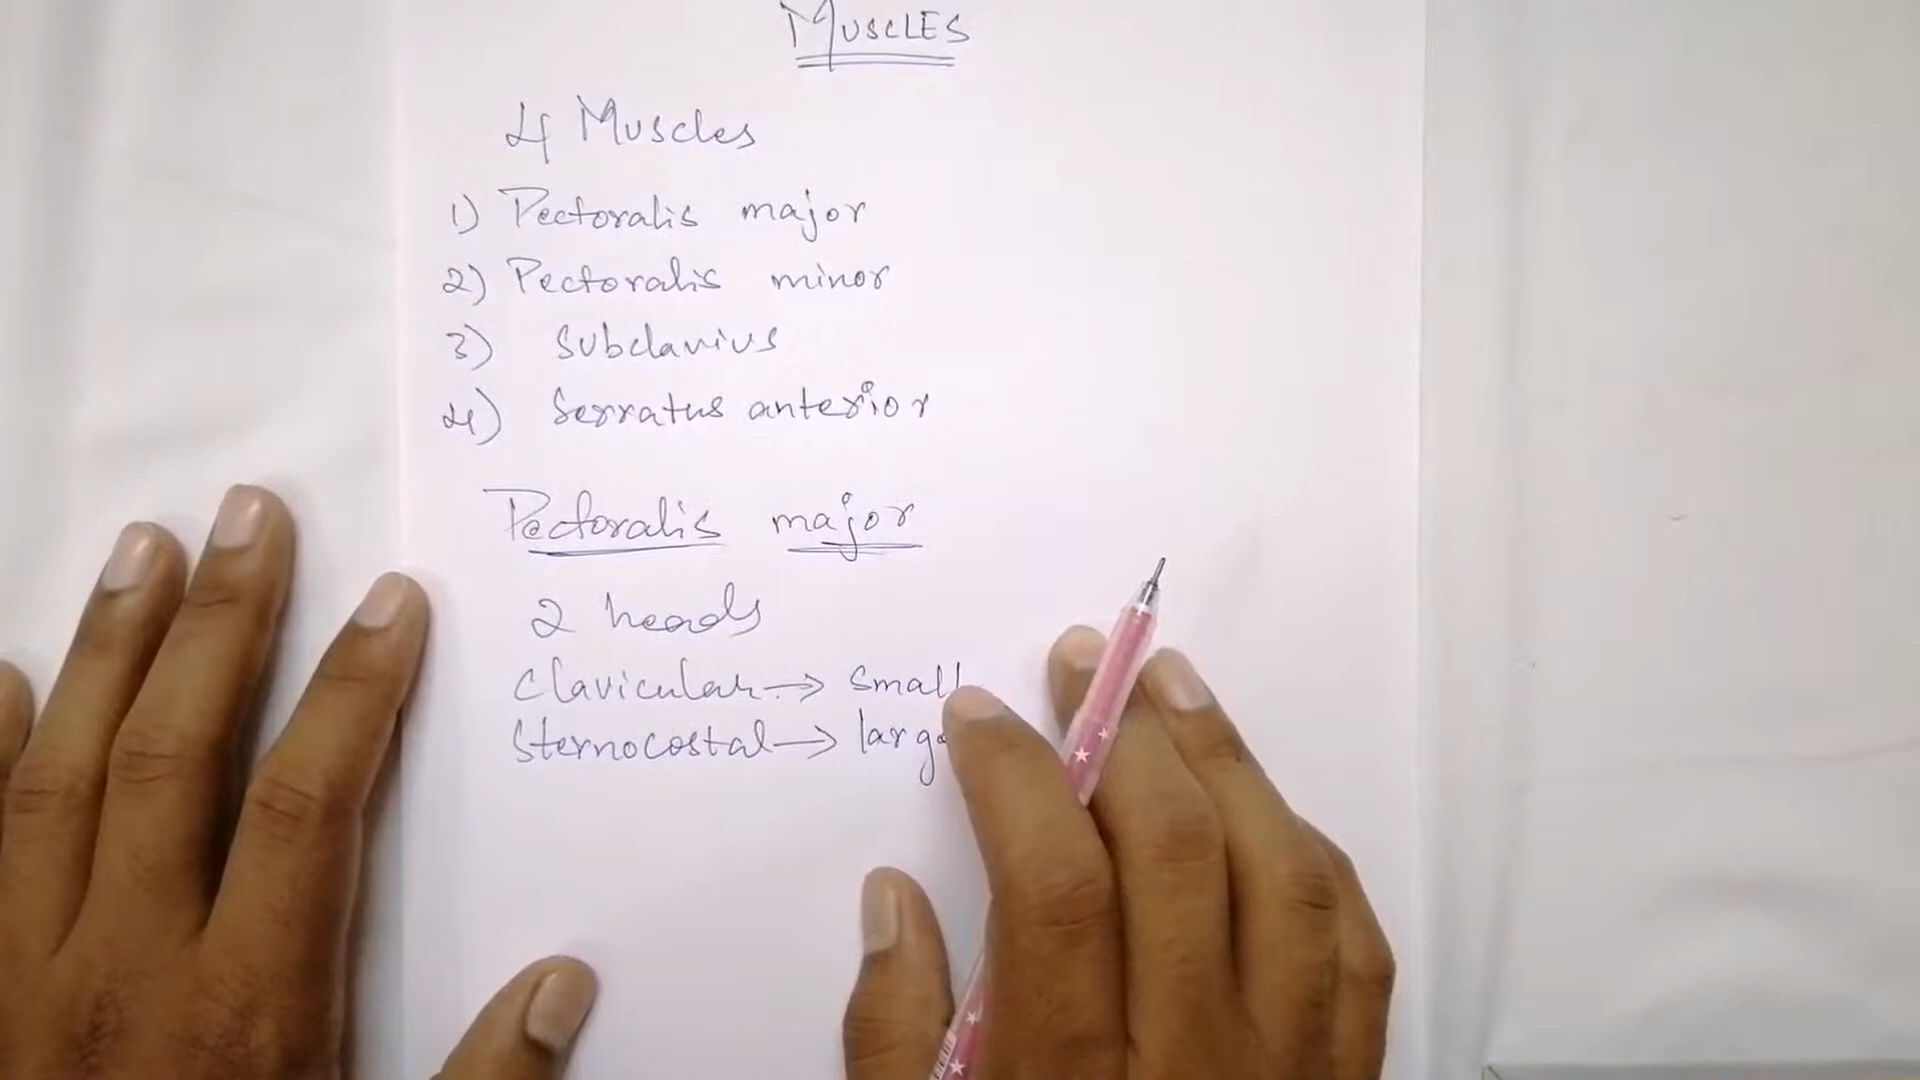 MUSCLES
4 Muscles
1) Pectoralis major
2) Pectoralis minor
3) Subclavius
4) Serratus anterior
Pectoralis major
2 heads
Clavicular → Small
Sternocostal → large